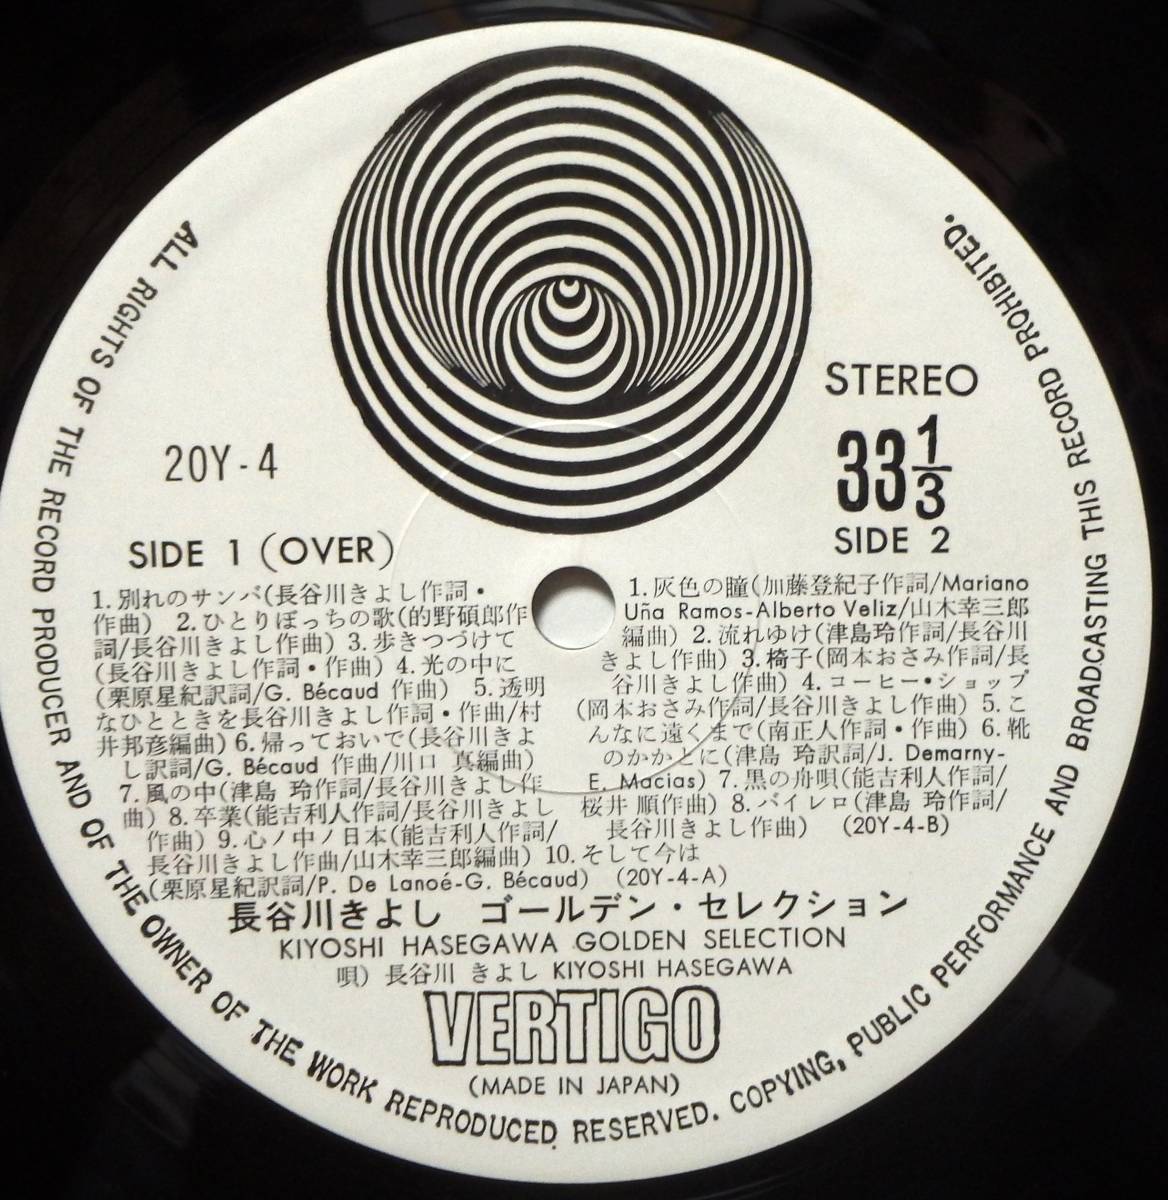 ALL RIGHTS OF THE RECORD PRODUCER AND OF THE OWNER OF THE WORK REPRODUCED RESERVED. COPYING, PUBLIC PERFORMANCE AND BROADCASTING THIS RECORD PROHIBITED.
STEREO
33 1/3
SIDE 2
20Y-4
SIDE 1 (OVER)
1.別れのサンバ(長谷川きよし作詞・
作曲) 2.ひとりぼっちの歌(的野碩郎作
詞/長谷川きよし作曲) 3.歩きつづけて
(長谷川きよし作詞・作曲) 4.光の中に
(栗原星紀訳詞/G. Bécaud 作曲) 5.透明
なひとときを長谷川きよし作詞・作曲/村
井邦彦編曲) 6.帰っておいで(長谷川きよ
し訳詞/G. Bécaud 作曲/川口 真編曲)
7.風の中(津島 玲作詞/長谷川きよし作
曲) 8.卒業(能吉利人作詞/長谷川きよし
作曲) 9.心ノ中ノ日本(能吉利人作詞/
長谷川きよし作曲/山木幸三郎編曲) 10.そして今は
(栗原星紀訳詞/P. De Lanoé-G. Bécaud) (20Y-4-A)
1.灰色の瞳(加藤登紀子作詞/Mariano
Uña Ramos-Alberto Veliz/山木幸三郎
編曲) 2.流れゆけ(津島玲作詞/長谷川
きよし作曲) 3.椅子(岡本おさみ作詞/長
谷川きよし作曲) 4.コーヒー・ショップ
(岡本おさみ作詞/長谷川きよし作曲) 5.こ
んなに遠くまで(南正人作詞・作曲) 6.靴
のかかとに(津島 玲訳詞/J. Demarny-
E. Macias) 7.黒の舟唄(能吉利人作詞/
桜井 順作曲) 8.バイレロ(津島 玲作詞/
長谷川きよし作曲) (20Y-4-B)
長谷川きよし ゴールデン・セレクション
KIYOSHI HASEGAWA GOLDEN SELECTION
唄) 長谷川 きよし KIYOSHI HASEGAWA
VERTIGO
(MADE IN JAPAN)